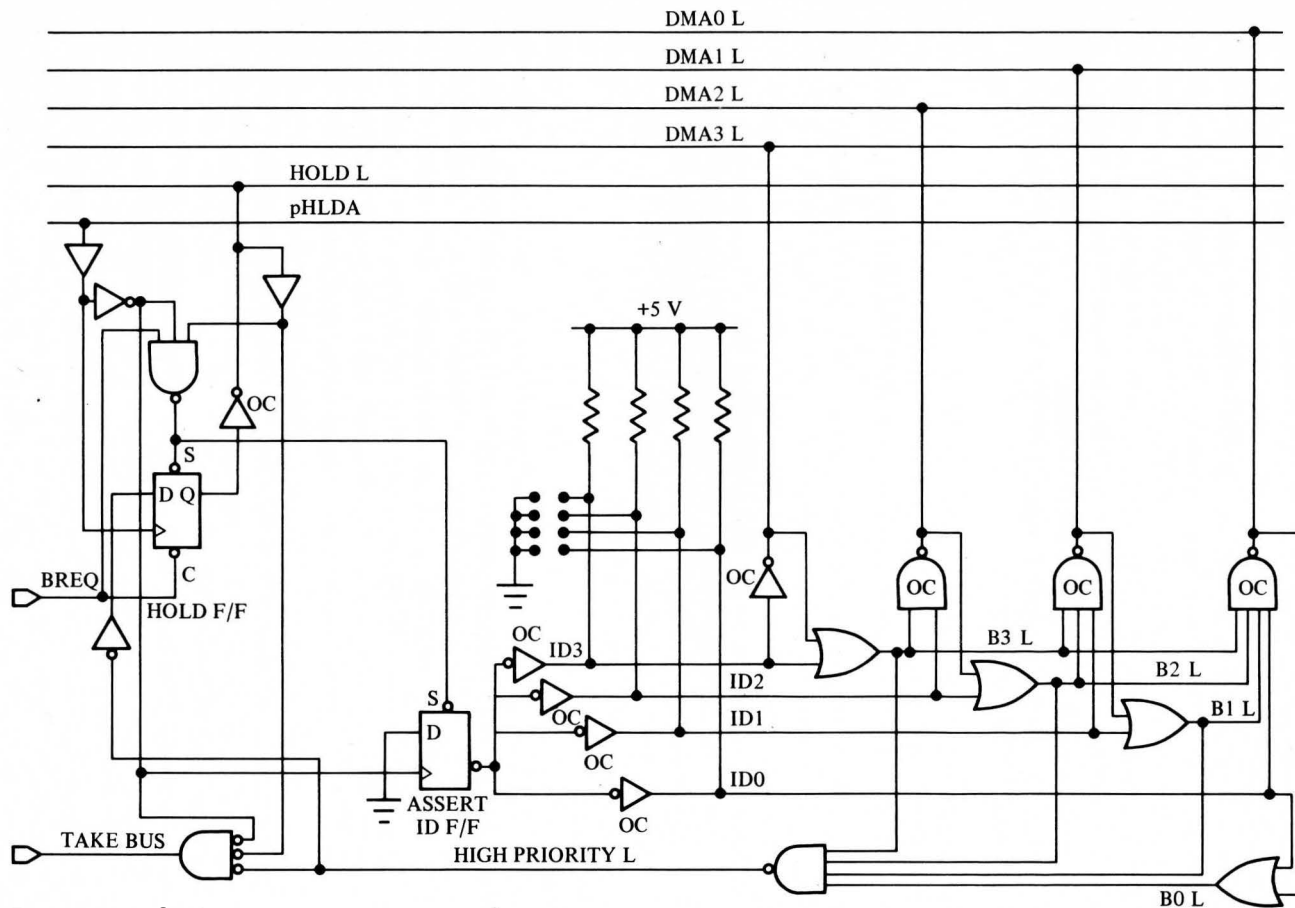 DMA0 L
DMA1 L
DMA2 L
DMA3 L
HOLD L
pHLDA
+5 V
OC
S
D Q
C
BREQ
HOLD F/F
OC
OC
OC
OC
OC
ID3
B3 L
ID2
B2 L
OC
ID1
B1 L
S
D
OC
ID0
ASSERT
ID F/F
OC
TAKE BUS
HIGH PRIORITY L
B0 L